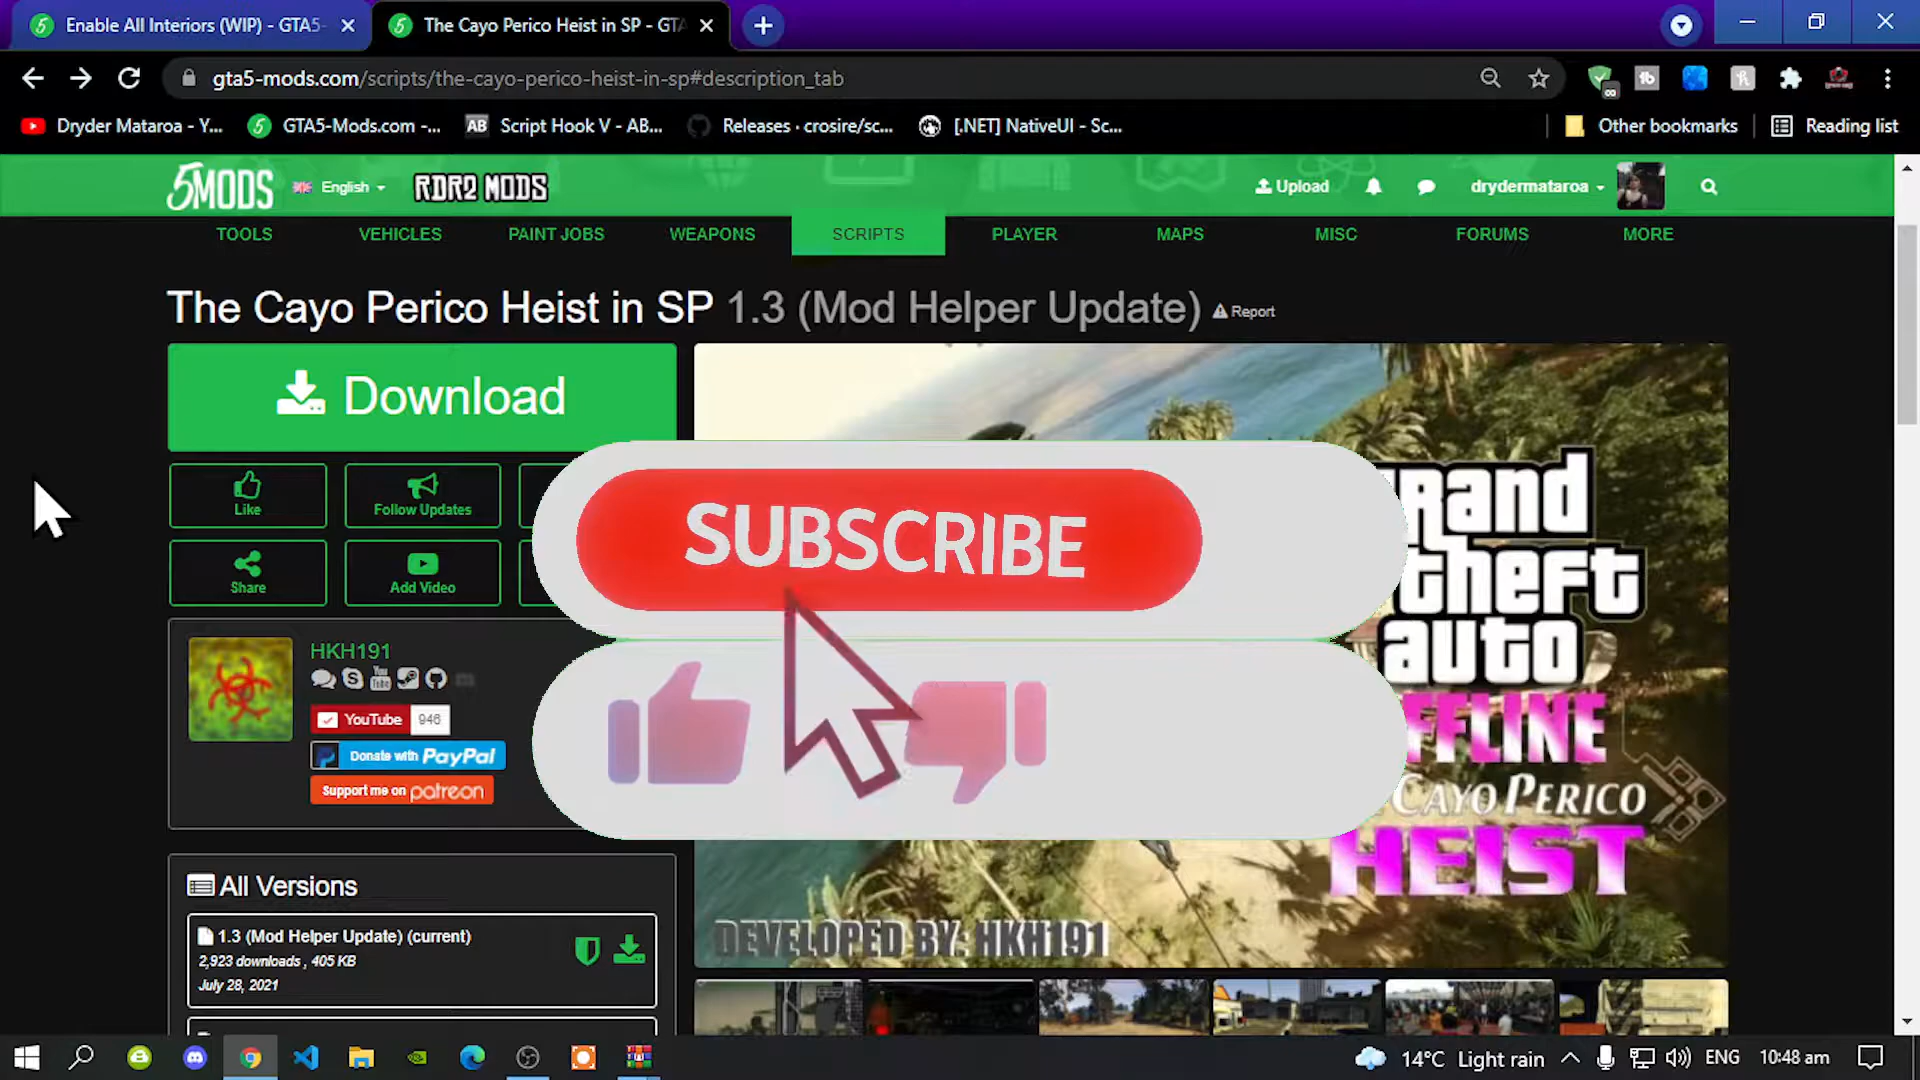 Enable All Interiors (WIP) - GTA5-
The Cayo Perico Heist in SP - GTA
gta5-mods.com/scripts/the-cayo-perico-heist-in-sp#description_tab
Dryder Mataroa - Y...
GTA5-Mods.com -...
AB
Script Hook V - AB...
Releases · crosire/sc...
[.NET] NativeUI - Sc...
Other bookmarks
Reading list
5MODS
English
RDR2 MODS
Upload
drydermataroa
TOOLS
VEHICLES
PAINT JOBS
WEAPONS
SCRIPTS
PLAYER
MAPS
MISC
FORUMS
MORE
The Cayo Perico Heist in SP 1.3 (Mod Helper Update)
Report
Download
Like
Follow Updates
Share
Add Video
SUBSCRIBE
HKH191
YouTube 946
Donate with PayPal
Support me on patreon
theft
auto
CAYO PERICO
HEIST
DEVELOPED BY: HKH191
All Versions
1.3 (Mod Helper Update) (current)
2,923 downloads , 405 KB
July 28, 2021
14°C Light rain
ENG
10:48 am